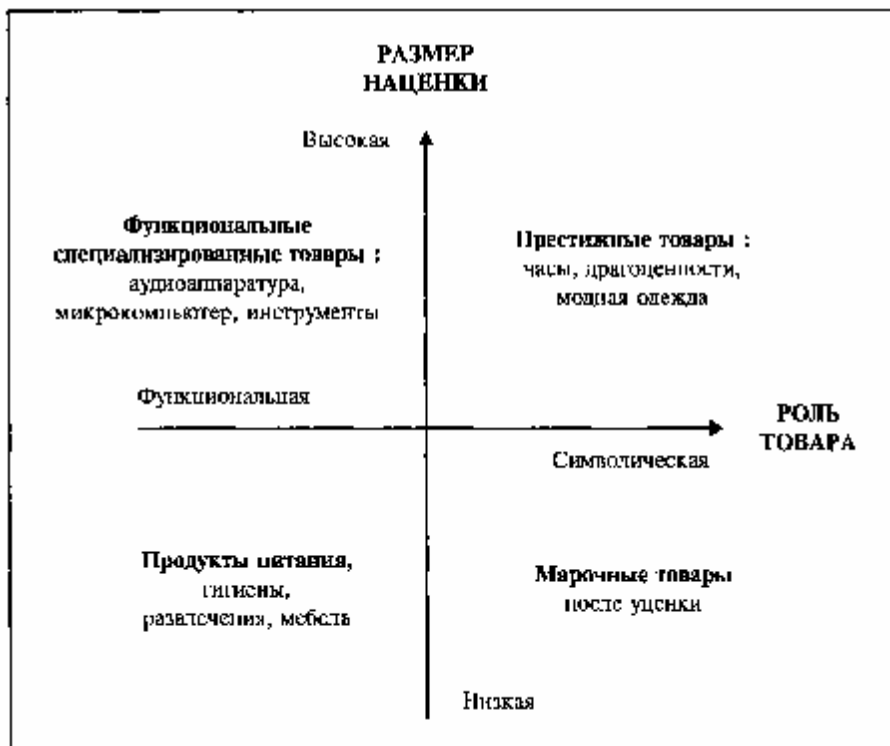 РАЗМЕР
НАЦЕНКИ
Высокая
Функциональные
специализированные товары :
аудиоаппаратура,
микрокомпьютер, инструменты
Престижные товары :
часы, драгоценности,
модная одежда
Функциональная
РОЛЬ
ТОВАРА
Символическая
Продукты питания,
гигиены,
развлечения, мебель
Марочные товары
после уценки
Низкая